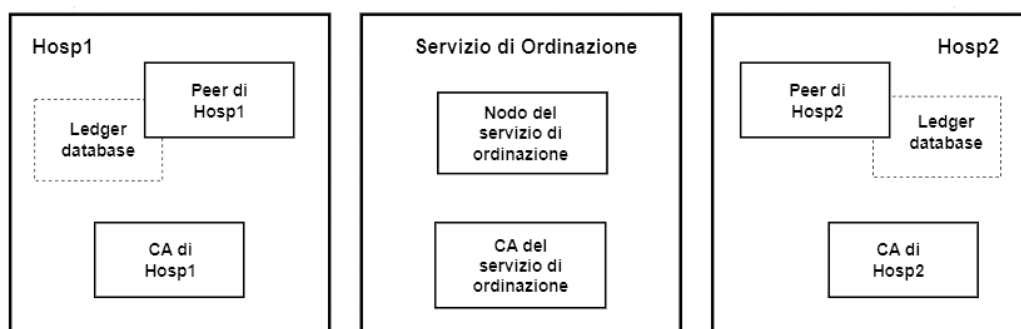 Hosp1
Peer di
Hosp1
Ledger
database
CA di
Hosp1
Servizio di Ordinazione
Nodo del
servizio di
ordinazione
CA del
servizio di
ordinazione
Hosp2
Peer di
Hosp2
Ledger
database
CA di
Hosp2